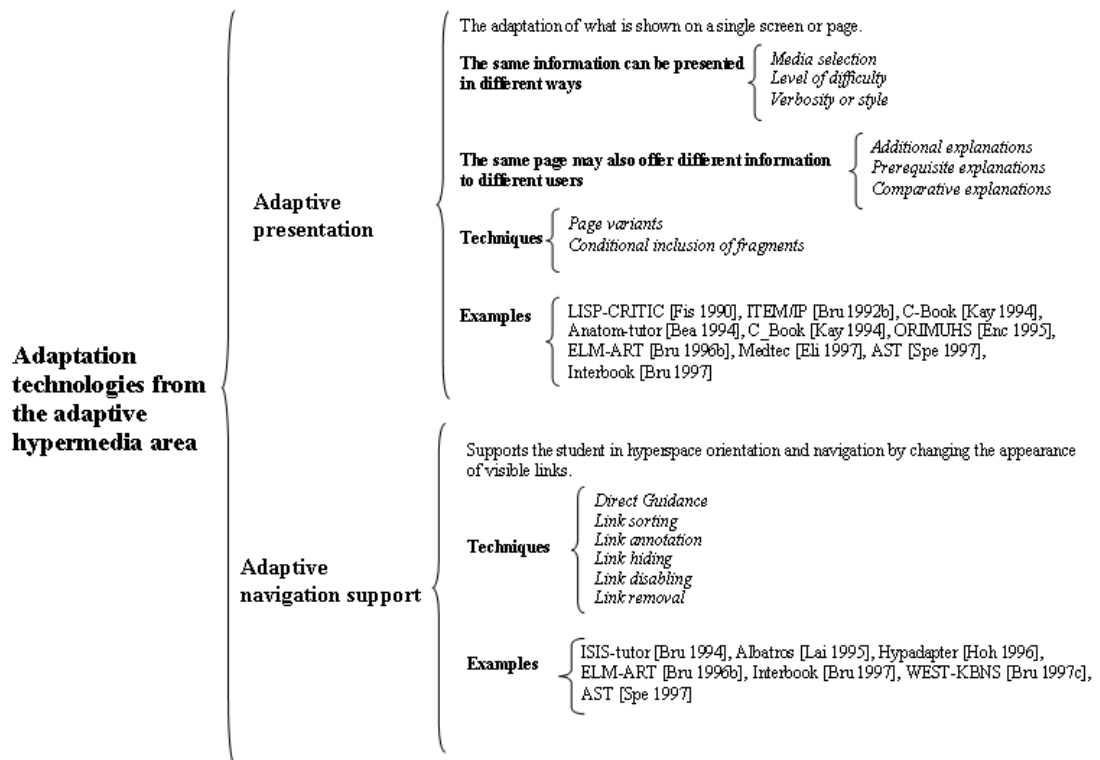 Adaptation
technologies from
the adaptive
hypermedia area
Adaptive
presentation
The adaptation of what is shown on a single screen or page.
The same information can be presented
in different ways
Media selection
Level of difficulty
Verbosity or style
The same page may also offer different information
to different users
Additional explanations
Prerequisite explanations
Comparative explanations
Techniques
Page variants
Conditional inclusion of fragments
Examples
LISP-CRITIC [Fis 1990], ITEM/IP [Bru 1992b], C-Book [Kay 1994],
Anatom-tutor [Bea 1994], C_Book [Kay 1994], ORIMUHS [Enc 1995],
ELM-ART [Bru 1996b], Medtec [Eli 1997], AST [Spe 1997],
Interbook [Bru 1997]
Adaptive
navigation support
Supports the student in hyperspace orientation and navigation by changing the appearance
of visible links.
Techniques
Direct Guidance
Link sorting
Link annotation
Link hiding
Link disabling
Link removal
Examples
ISIS-tutor [Bru 1994], Albatros [Lai 1995], Hypadapter [Hoh 1996],
ELM-ART [Bru 1996b], Interbook [Bru 1997], WEST-KBNS [Bru 1997c],
AST [Spe 1997]